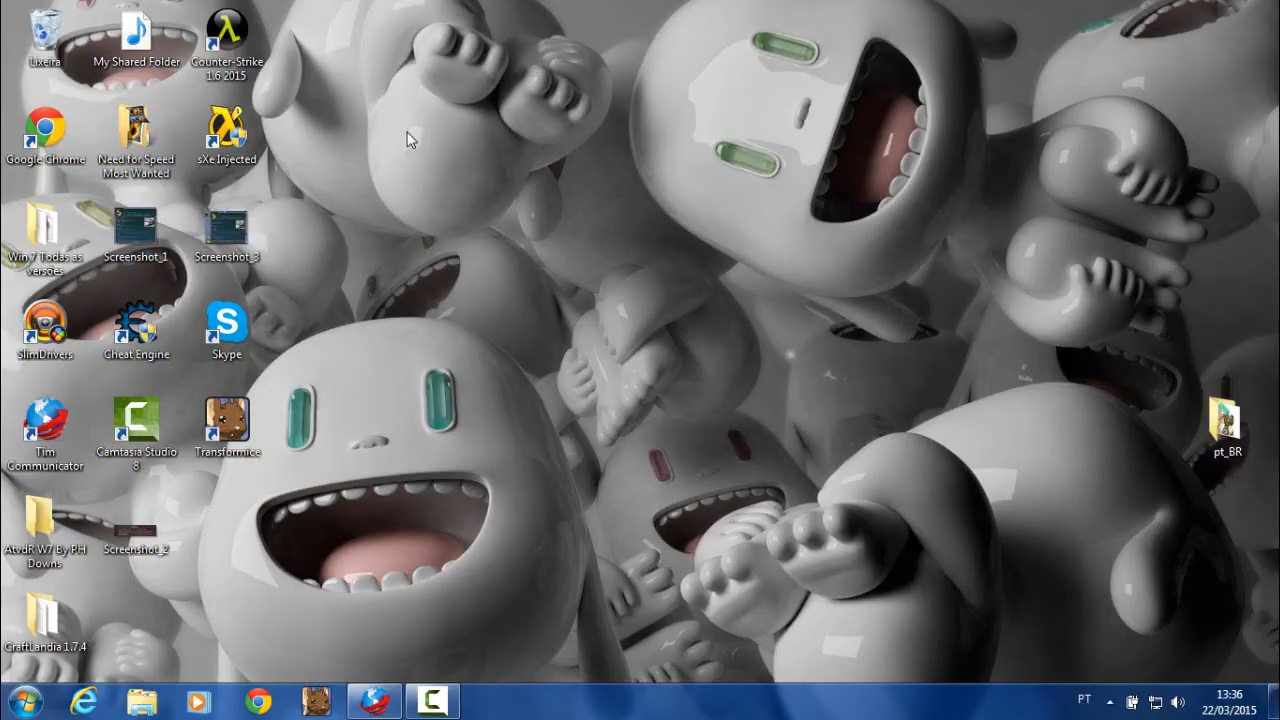 Lixeira
My Shared Folder
Counter-Strike
1.6 2015
Google Chrome
Need for Speed
Most Wanted
sXe Injected
Win 7 Todas as
versões
Screenshot_1
Screenshot_3
SlimDrivers
Cheat Engine
Skype
Tim
Communicator
Camtasia Studio
8
Transformice
pt_BR
AtvdR W7 By PH
Downs
Screenshot_2
CraftLandia 1.7.4
PT
13:36
22/03/2015